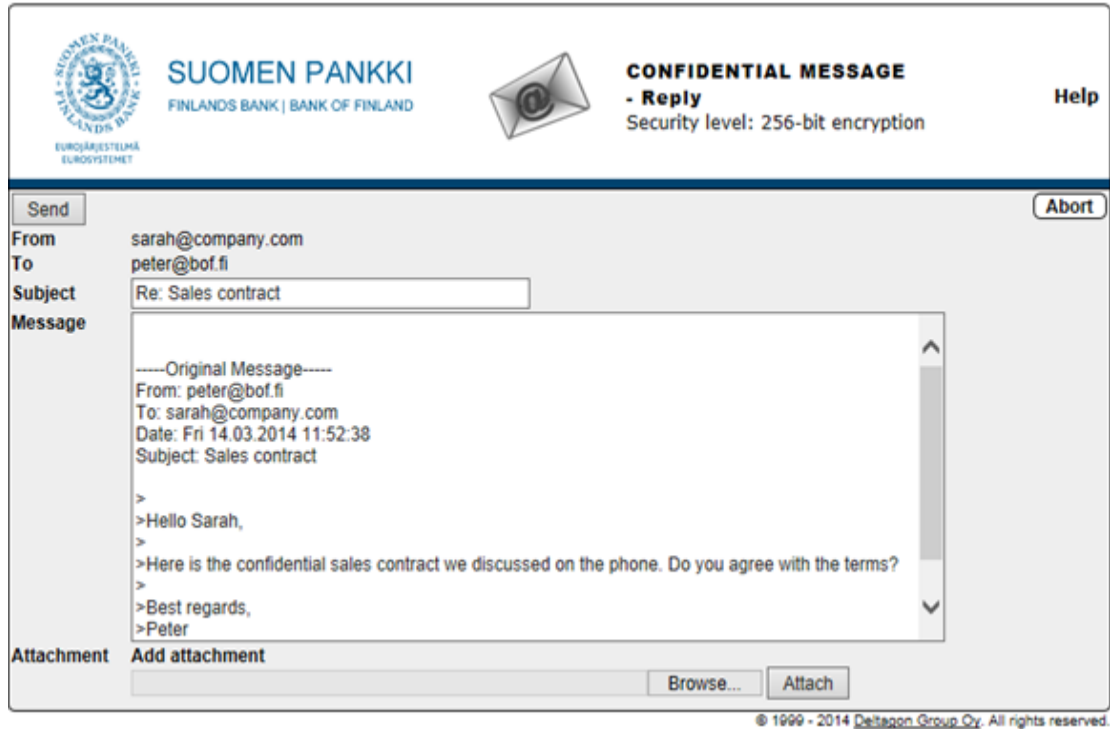 SUOMEN PANKKI
FINLANDS BANK
SUOMEN PANKKI
FINLANDS BANK | BANK OF FINLAND
EUROJÄRJESTELMÄ
EUROSYSTEMET
@
CONFIDENTIAL MESSAGE
- Reply
Security level: 256-bit encryption
Help
Send
Abort
From sarah@company.com
To peter@bof.fi
Subject Re: Sales contract
Message
-----Original Message-----
From: peter@bof.fi
To: sarah@company.com
Date: Fri 14.03.2014 11:52:38
Subject: Sales contract
>
>Hello Sarah,
>
>Here is the confidential sales contract we discussed on the phone. Do you agree with the terms?
>
>Best regards,
>Peter
Attachment Add attachment
Browse... Attach
© 1999 - 2014 Deltagon Group Oy. All rights reserved.